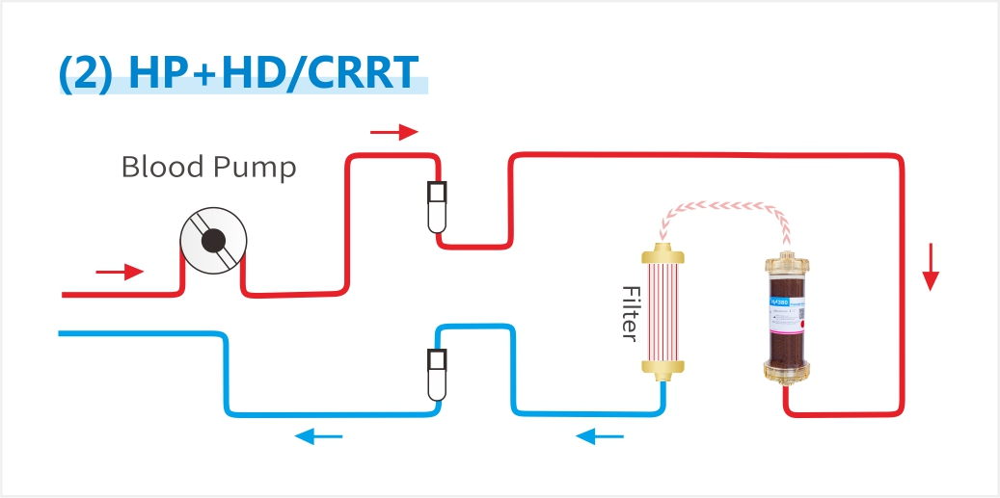 (2) HP+HD/CRRT
Blood Pump
Filter